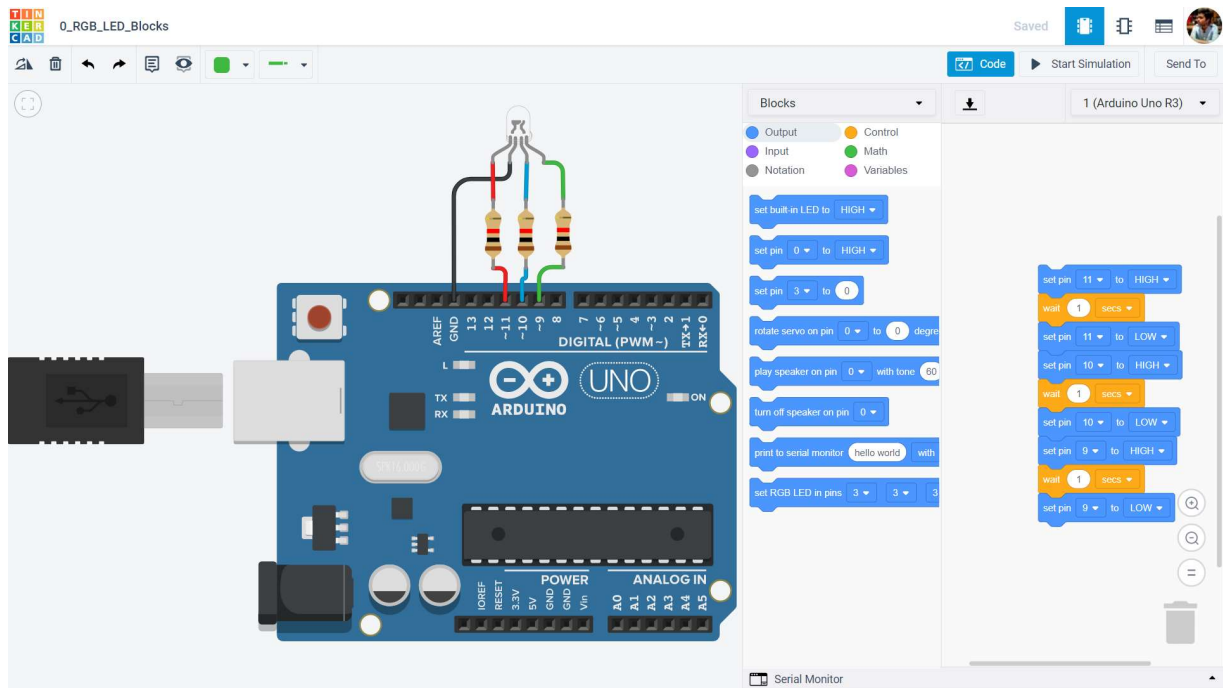 TIN
KER
CAD
0_RGB_LED_Blocks
Saved
Code
Start Simulation
Send To
Blocks
1 (Arduino Uno R3)
Output
Control
Input
Math
Notation
Variables
set built-in LED to HIGH
set pin 0 to HIGH
set pin 3 to 0
rotate servo on pin 0 to 0 degre
play speaker on pin 0 with tone 60
turn off speaker on pin 0
print to serial monitor hello world with
set RGB LED in pins 3 3 3
set pin 11 to HIGH
wait 1 secs
set pin 11 to LOW
set pin 10 to HIGH
wait 1 secs
set pin 10 to LOW
set pin 9 to HIGH
wait 1 secs
set pin 9 to LOW
AREF
GND
13
12
~11
~10
~9
8
7
~6
~5
4
~3
2
TX→1
RX←0
DIGITAL (PWM~)
L
TX
RX
ARDUINO
UNO
ON
POWER
ANALOG IN
IOREF
RESET
3.3V
5V
GND
GND
Vin
A0
A1
A2
A3
A4
A5
Serial Monitor